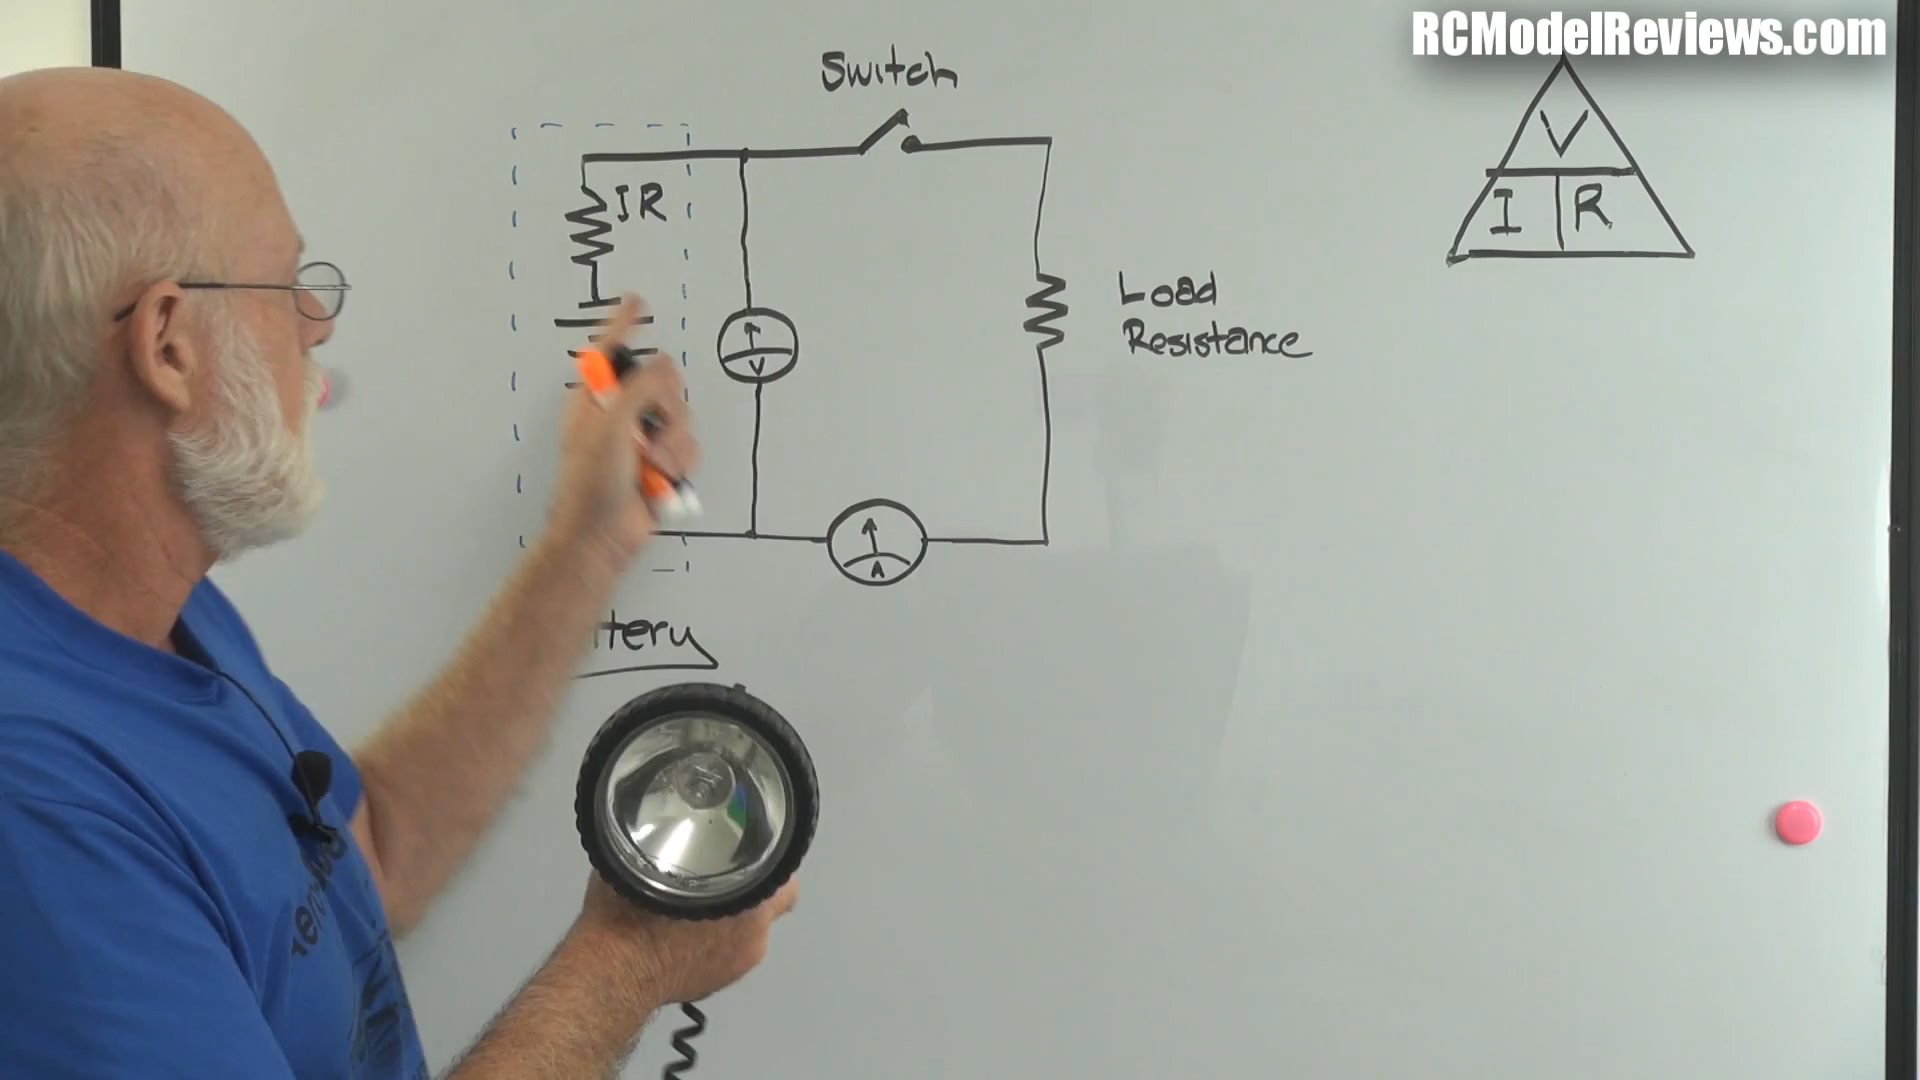 RCModelReviews.com
Switch
V
I R
IR
Load
Resistance
V
A
ttery